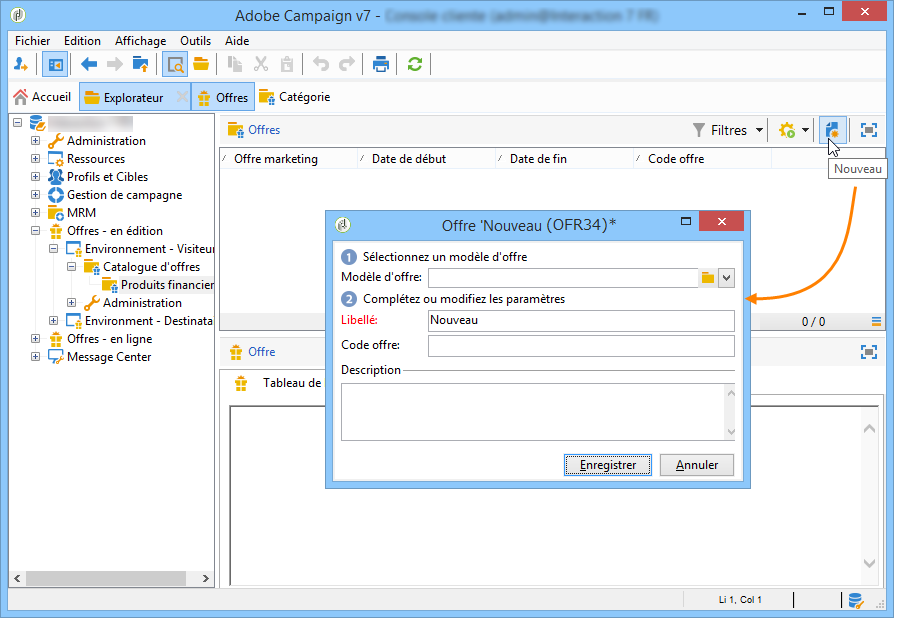 Adobe Campaign v7 -
Fichier Edition Affichage Outils Aide
Accueil Explorateur Offres Catégorie
Administration
Ressources
Profils et Cibles
Gestion de campagne
MRM
Offres - en édition
Environnement - Visiteur
Catalogue d'offres
Produits financier
Administration
Environment - Destinata
Offres - en ligne
Message Center
Offres Filtres
Nouveau
Offre marketing Date de début Date de fin Code offre
Offre 'Nouveau (OFR34)*
1 Sélectionnez un modèle d'offre
Modèle d'offre:
2 Complétez ou modifiez les paramètres
Libellé: Nouveau
Code offre:
Description
Enregistrer Annuler
0 / 0
Offre
Tableau de
Li 1, Col 1